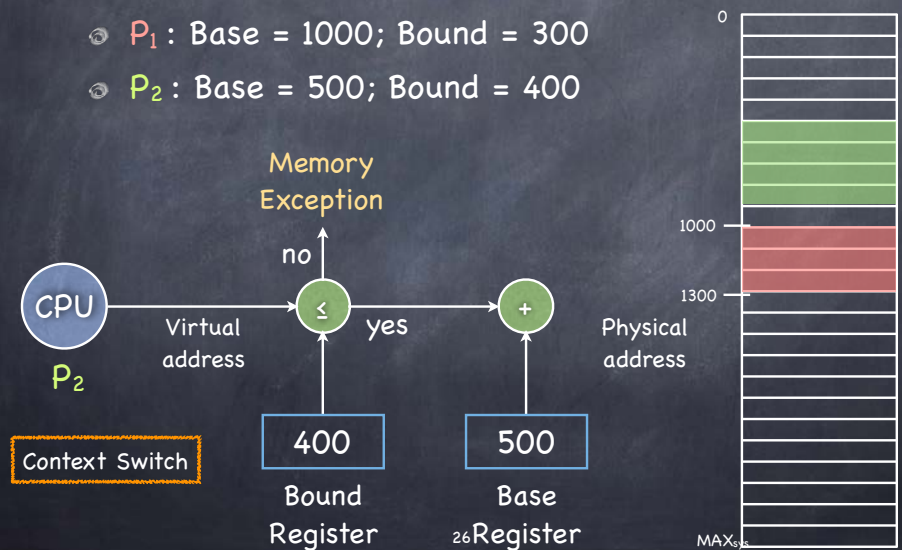 P₁ : Base = 1000; Bound = 300
P₂ : Base = 500; Bound = 400
0
Memory
Exception
no
1000
1300
CPU
≤
yes
+
Virtual
address
Physical
address
P₂
400
500
Context Switch
Bound
Register
Base
26Register
MAXsys